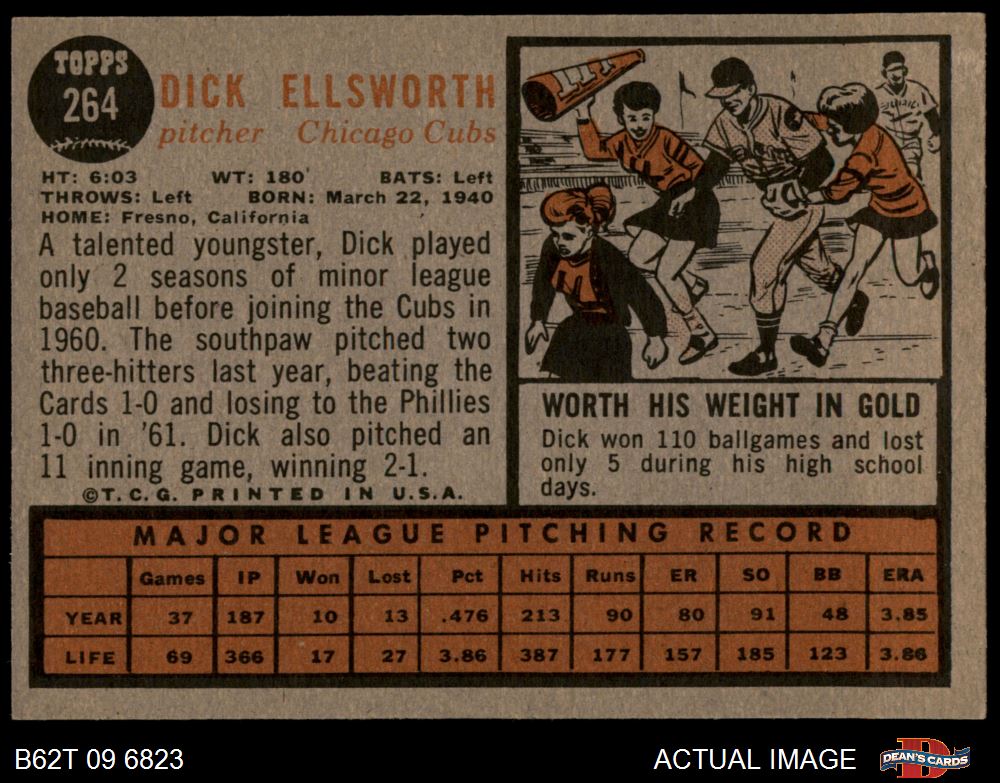 TOPPS
264
DICK ELLSWORTH
pitcher Chicago Cubs
HT: 6:03 WT: 180 BATS: Left
THROWS: Left BORN: March 22, 1940
HOME: Fresno, California
A talented youngster, Dick played
only 2 seasons of minor league
baseball before joining the Cubs in
1960. The southpaw pitched two
three-hitters last year, beating the
Cards 1-0 and losing to the Phillies
1-0 in '61. Dick also pitched an
11 inning game, winning 2-1.
©T.C.G. PRINTED IN U.S.A.
WORTH HIS WEIGHT IN GOLD
Dick won 110 ballgames and lost
only 5 during his high school
days.
MAJOR LEAGUE PITCHING RECORD
Games IP Won Lost Pct Hits Runs ER SO BB ERA
YEAR 37 187 10 13 .476 213 90 80 91 48 3.85
LIFE 69 366 17 27 3.86 387 177 157 185 123 3.86
B62T 09 6823
ACTUAL IMAGE
DEAN'S CARDS